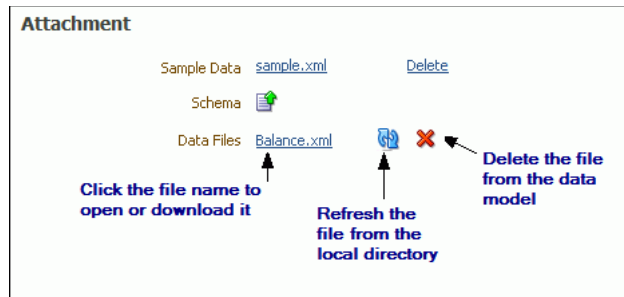 Attachment
Sample Data sample.xml Delete
Schema
Data Files Balance.xml
Click the file name to
open or download it
Refresh the
file from the
local directory
Delete the file
from the data
model